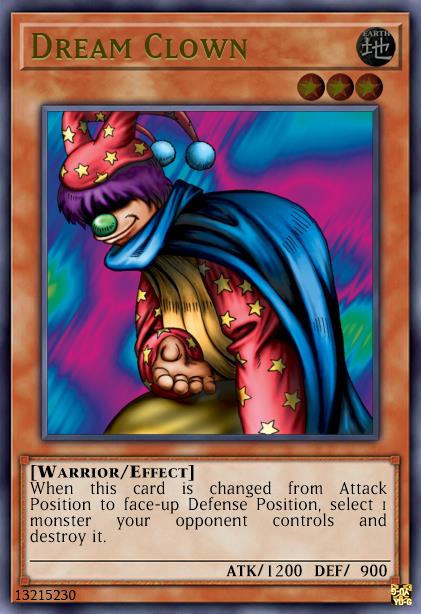 DREAM CLOWN
EARTH
地
[WARRIOR/EFFECT]
When this card is changed from Attack
Position to face-up Defense Position, select 1
monster your opponent controls and
destroy it.
ATK/1200 DEF/ 900
13215230